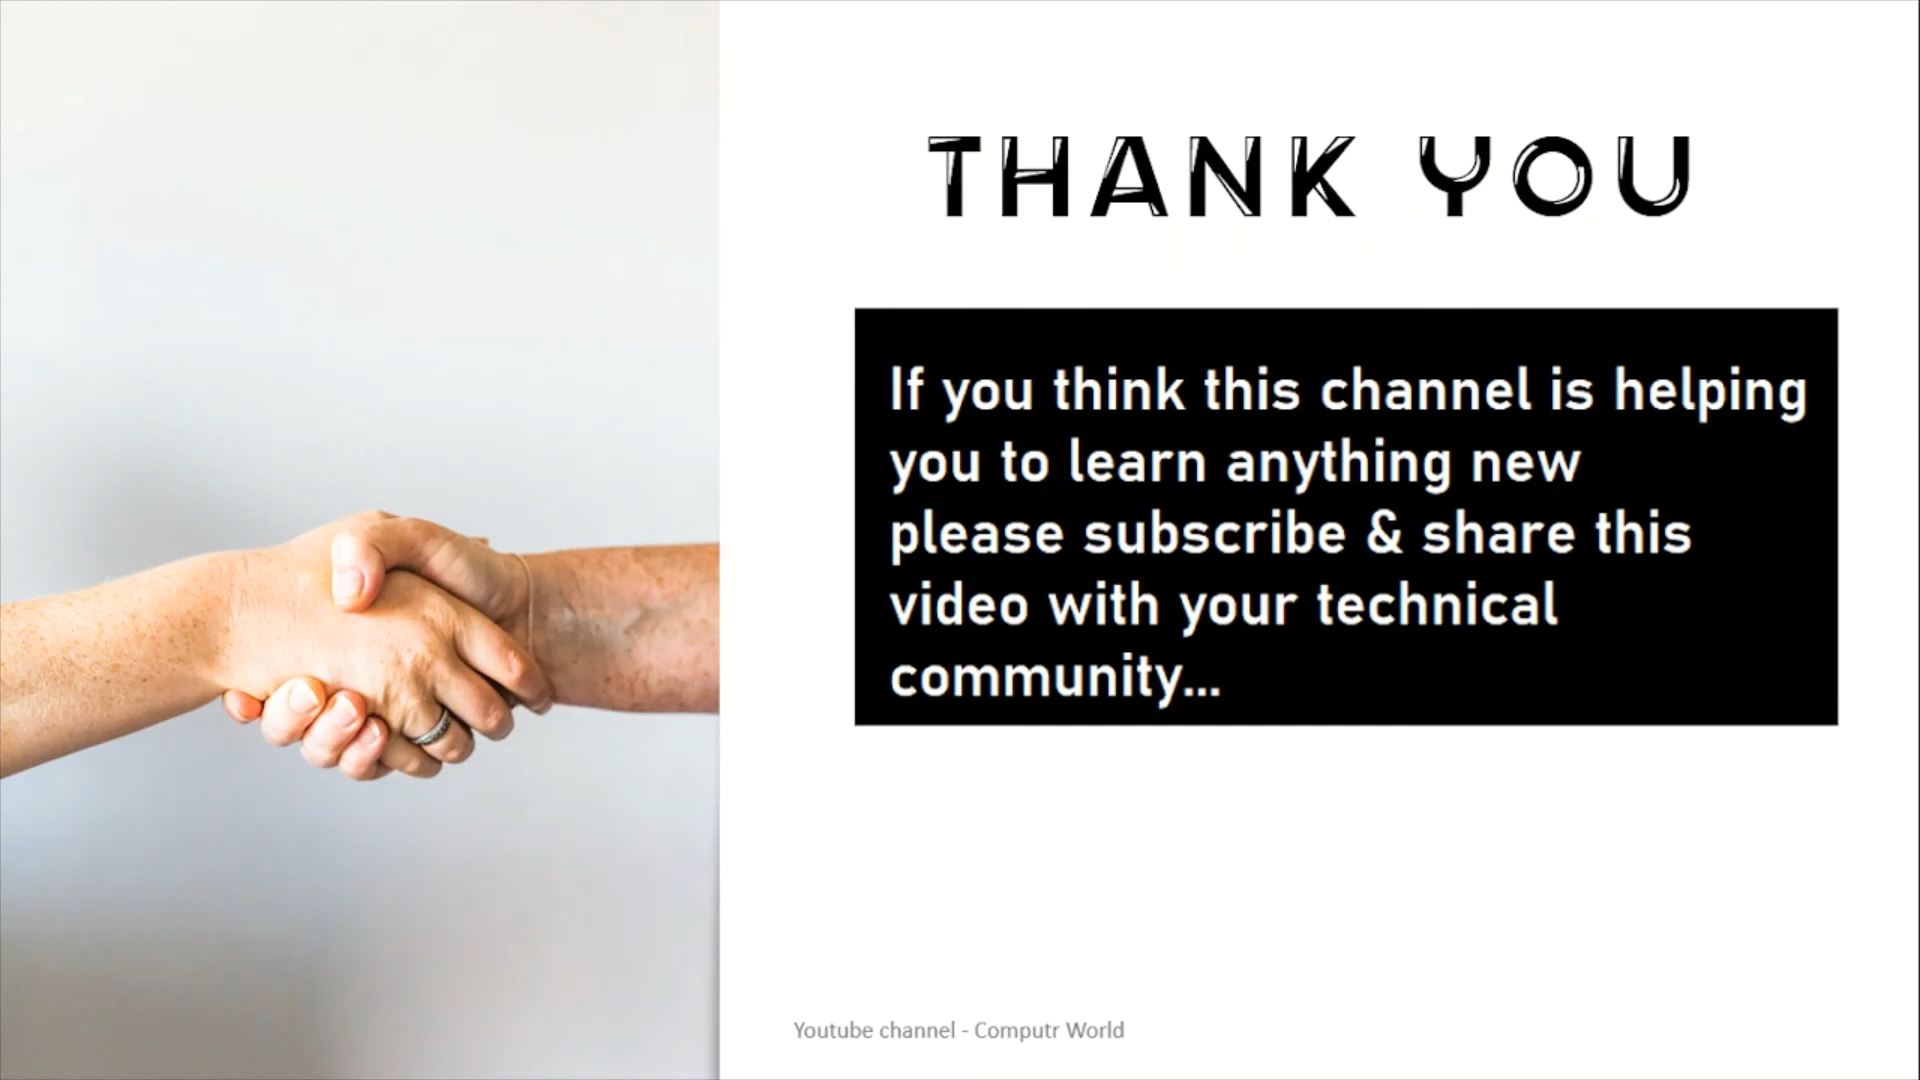 THANK YOU
If you think this channel is helping
you to learn anything new
please subscribe & share this
video with your technical
community...
Youtube channel - Computr World